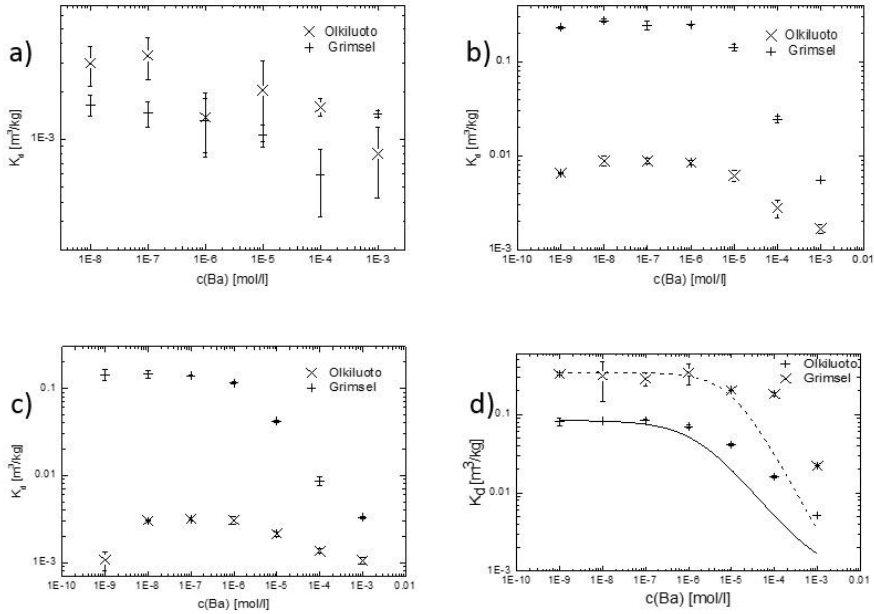 a)
Olkiluoto
Grimsel
1E-3
K_d [m³/kg]
1E-8 1E-7 1E-6 1E-5 1E-4 1E-3
c(Ba) [mol/l]
b)
Olkiluoto
Grimsel
0.1
0.01
1E-3
K_d [m³/kg]
1E-10 1E-9 1E-8 1E-7 1E-6 1E-5 1E-4 1E-3 0.01
c(Ba) [mol/l]
c)
Olkiluoto
Grimsel
0.1
0.01
1E-3
K_d [m³/kg]
1E-10 1E-9 1E-8 1E-7 1E-6 1E-5 1E-4 1E-3 0.01
c(Ba) [mol/l]
d)
Olkiluoto
Grimsel
0.1
0.01
1E-3
Kd[m³/kg]
1E-10 1E-9 1E-8 1E-7 1E-6 1E-5 1E-4 1E-3 0.01
c(Ba) [mol/l]